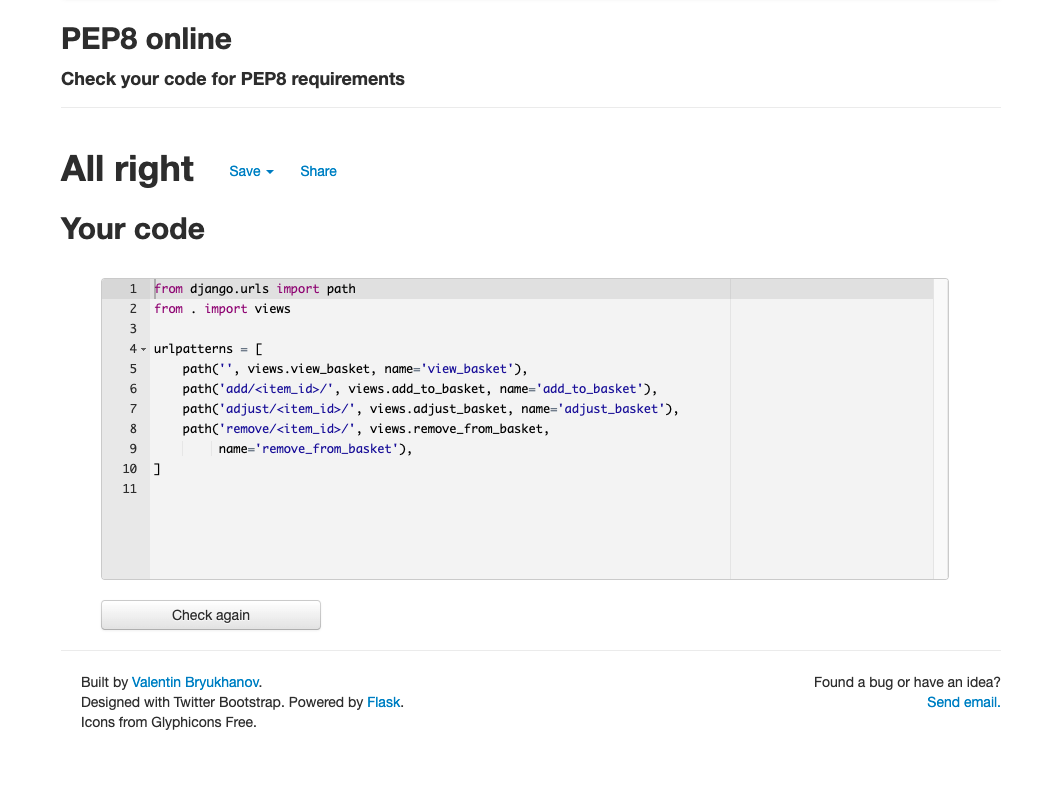 PEP8 online
Check your code for PEP8 requirements
All right Save Share
Your code
1 from django.urls import path
2 from . import views
3
4 urlpatterns = [
5     path('', views.view_basket, name='view_basket'),
6     path('add/<item_id>/', views.add_to_basket, name='add_to_basket'),
7     path('adjust/<item_id>/', views.adjust_basket, name='adjust_basket'),
8     path('remove/<item_id>/', views.remove_from_basket,
9          name='remove_from_basket'),
10 ]
11
Check again
Built by Valentin Bryukhanov.
Designed with Twitter Bootstrap. Powered by Flask.
Icons from Glyphicons Free.
Found a bug or have an idea?
Send email.